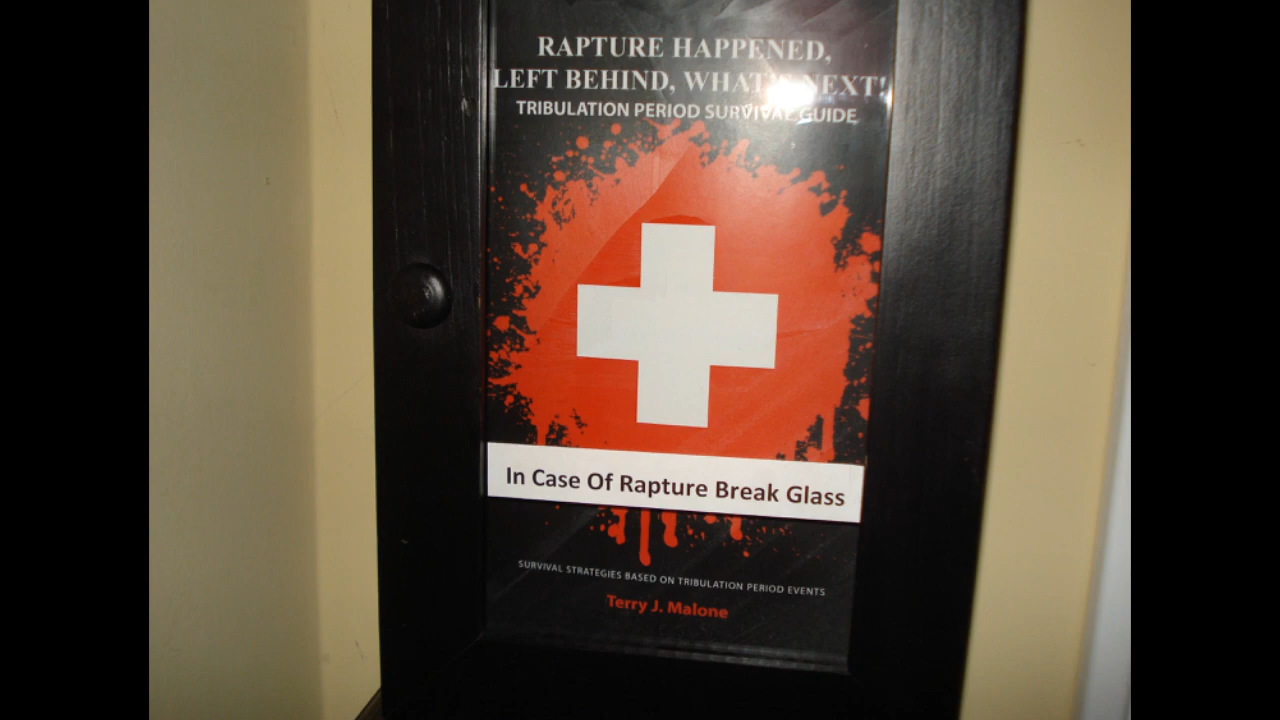 RAPTURE HAPPENED,
LEFT BEHIND, WHAT'S NEXT!
TRIBULATION PERIOD SURVIVAL GUIDE
In Case Of Rapture Break Glass
SURVIVAL STRATEGIES BASED ON TRIBULATION PERIOD EVENTS
Terry J. Malone